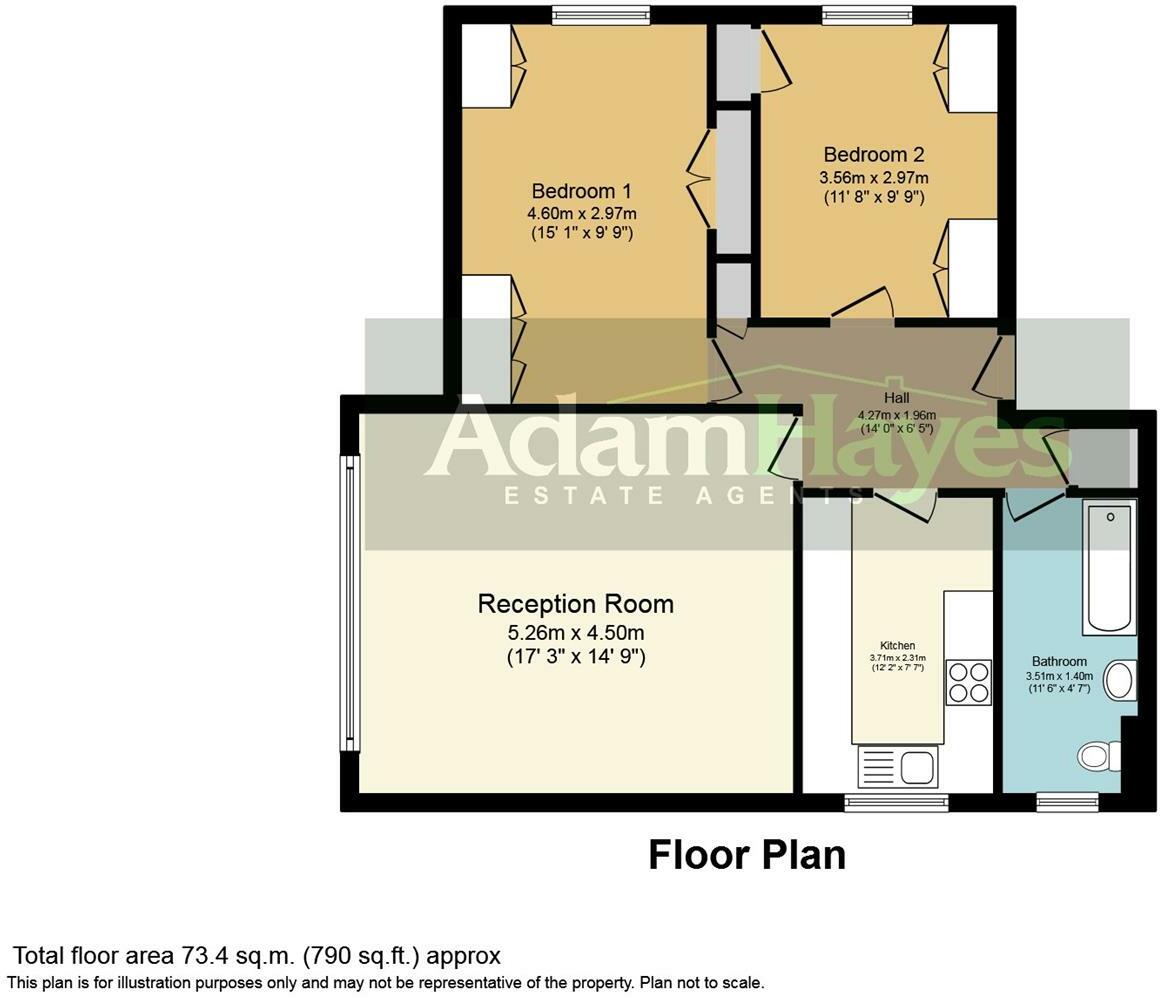 Bedroom 1
4.60m x 2.97m
(15' 1" x 9' 9")
Bedroom 2
3.56m x 2.97m
(11' 8" x 9' 9")
Hall
4.27m x 1.96m
(14' 0" x 6' 5")
AdamHayes
ESTATE AGENTS
Reception Room
5.26m x 4.50m
(17' 3" x 14' 9")
Kitchen
3.71m x 2.31m
(12' 2" x 7' 7")
Bathroom
3.51m x 1.40m
(11' 6" x 4' 7")
Floor Plan
Total floor area 73.4 sq.m. (790 sq.ft.) approx
This plan is for illustration purposes only and may not be representative of the property. Plan not to scale.